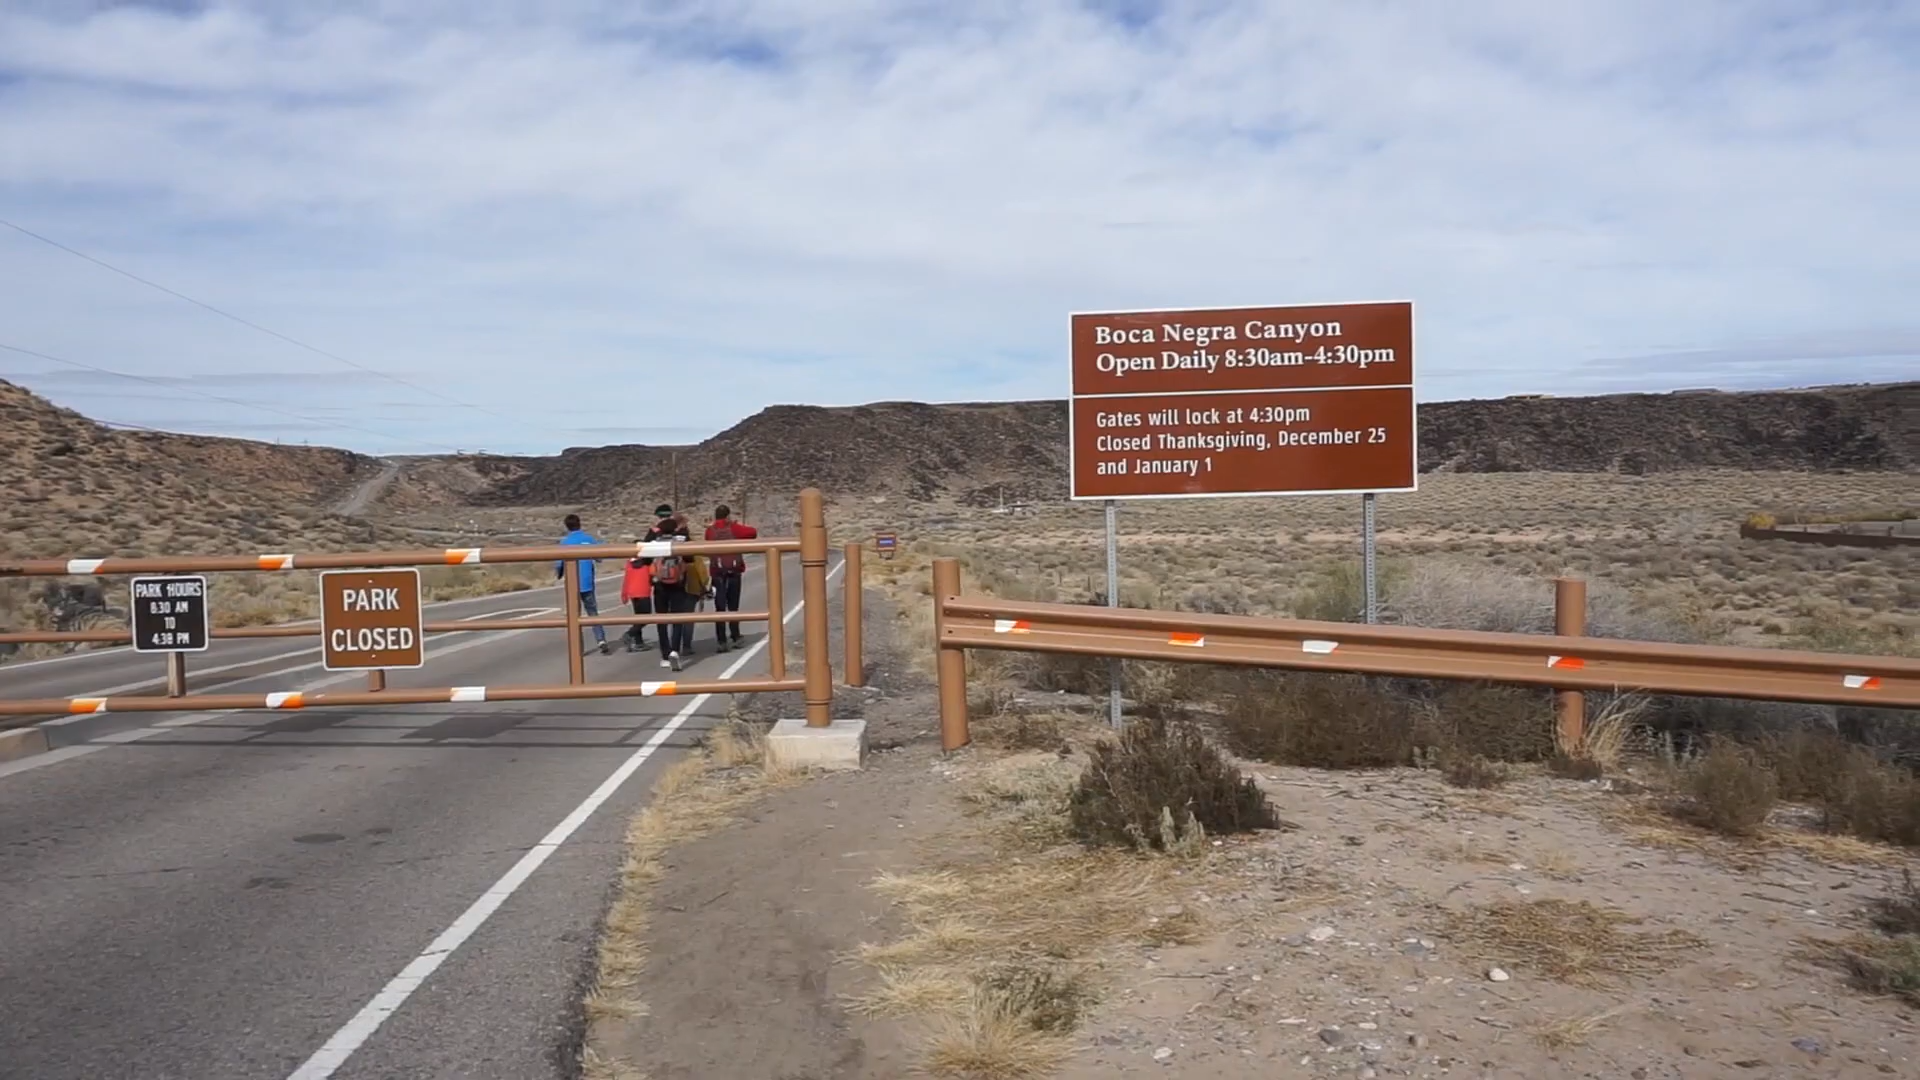 Boca Negra Canyon
Open Daily 8:30am-4:30pm
Gates will lock at 4:30pm
Closed Thanksgiving, December 25
and January 1
PARK HOURS
8:30 AM
TO
4:30 PM
PARK
CLOSED